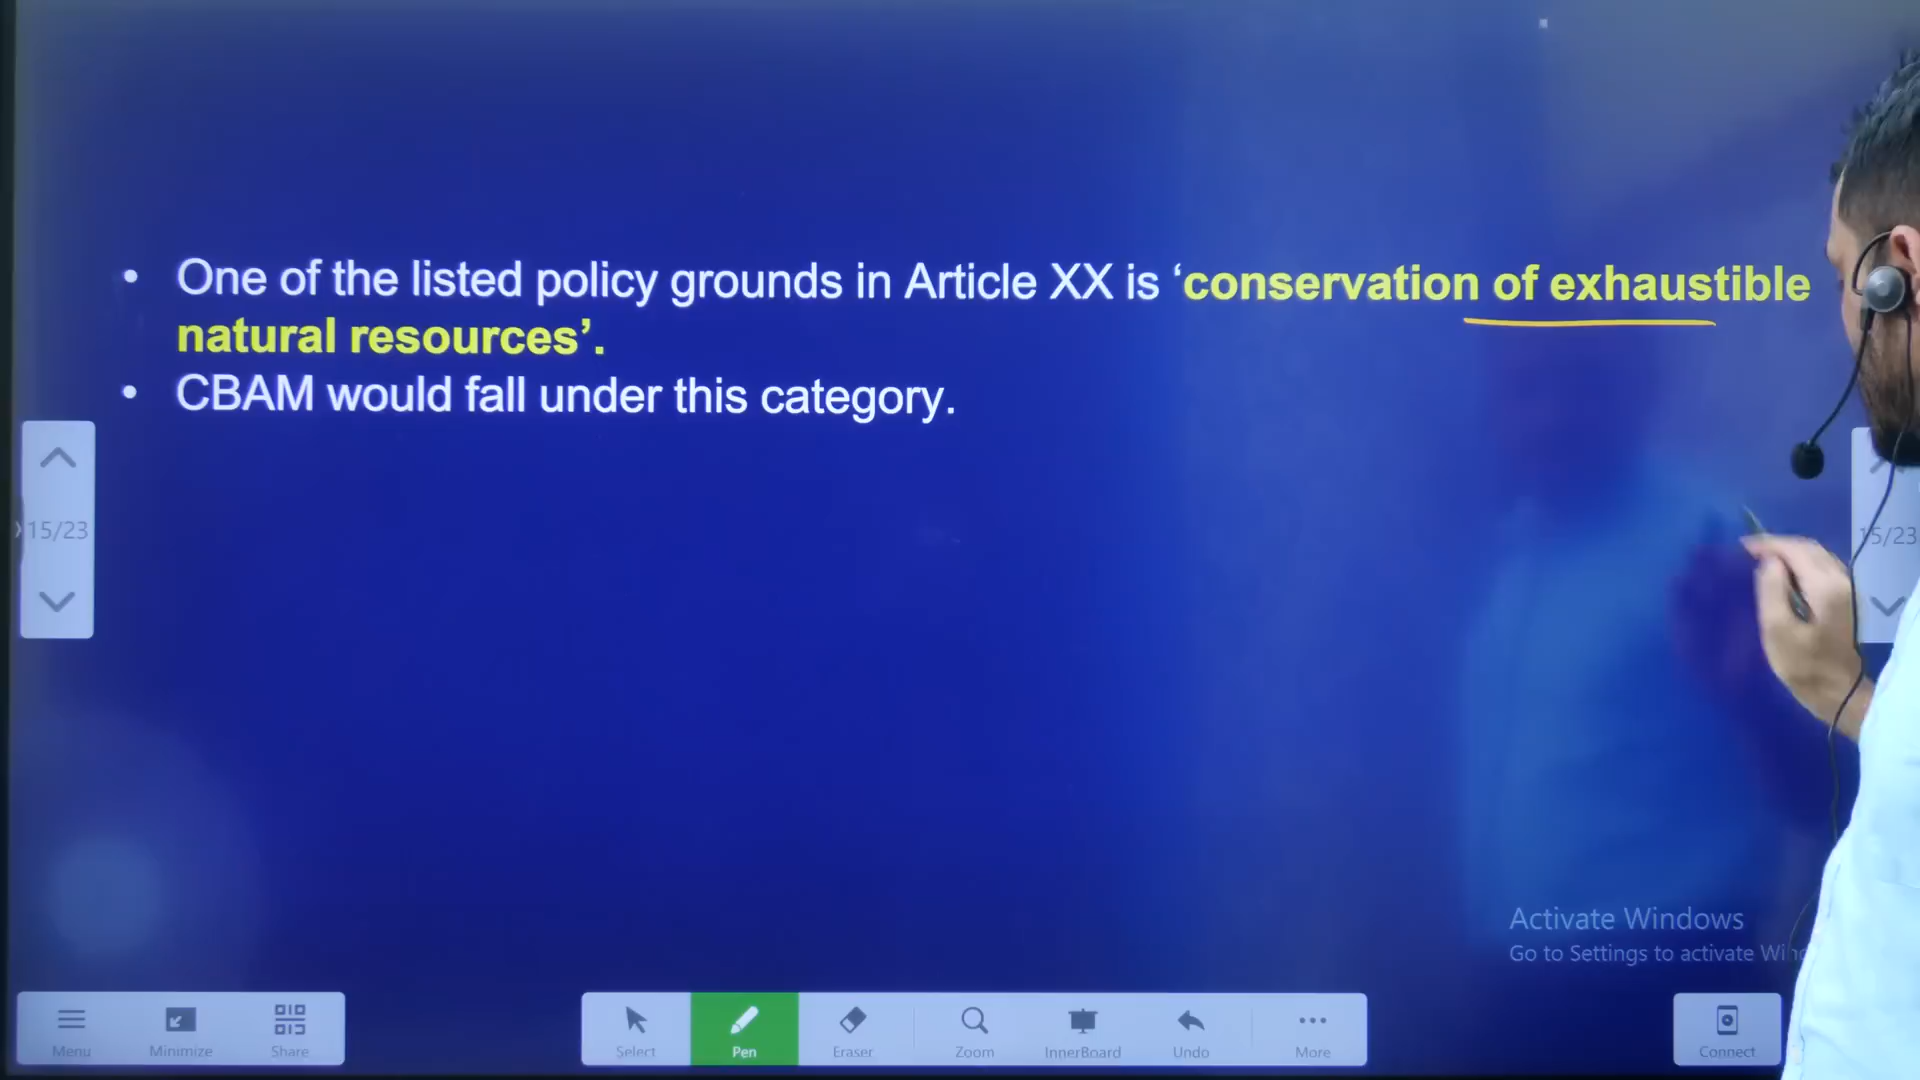 • One of the listed policy grounds in Article XX is ‘conservation of exhaustible
natural resources’.
• CBAM would fall under this category.
15/23
15/23
Activate Windows
Go to Settings to activate
Menu Minimize Share
Select Pen Eraser Zoom InnerBoard Undo More
Connect